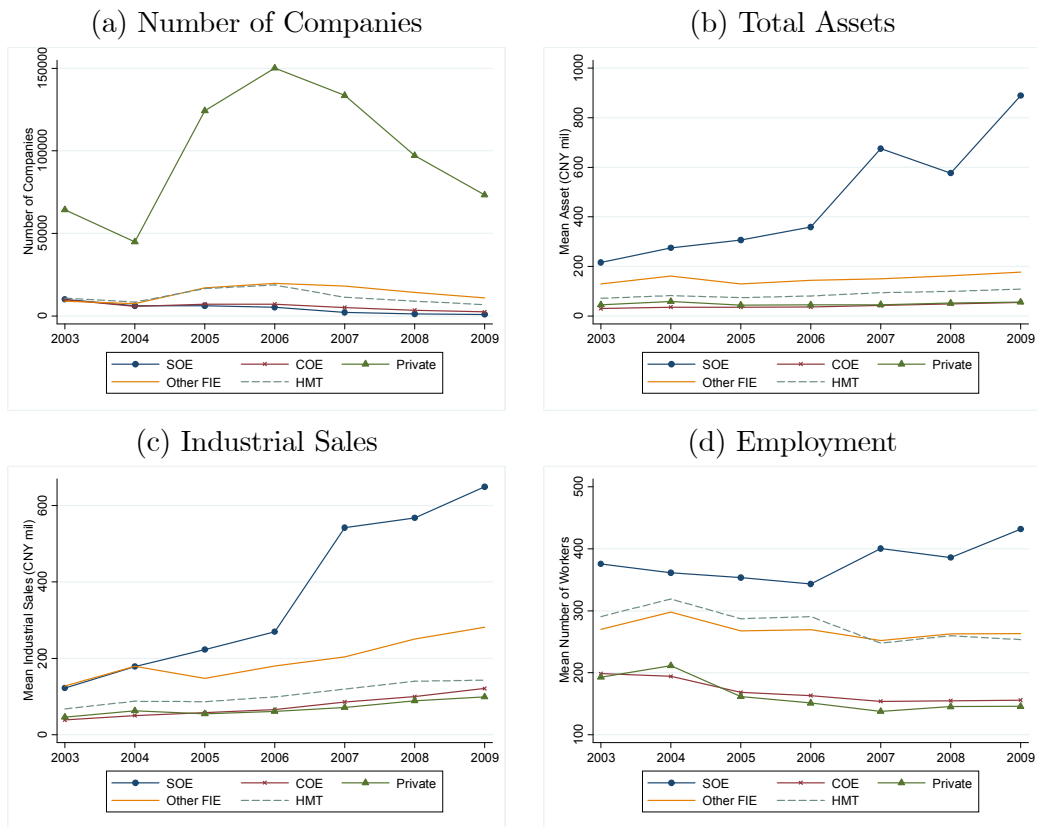 (a) Number of Companies
Number of Companies
150000
100000
50000
0
2003 2004 2005 2006 2007 2008 2009
SOE COE Private
Other FIE HMT
(b) Total Assets
Mean Asset (CNY mil)
1000
800
600
400
200
0
2003 2004 2005 2006 2007 2008 2009
SOE COE Private
Other FIE HMT
(c) Industrial Sales
Mean Industrial Sales (CNY mil)
600
400
200
0
2003 2004 2005 2006 2007 2008 2009
SOE COE Private
Other FIE HMT
(d) Employment
Mean Number of Workers
500
400
300
200
100
2003 2004 2005 2006 2007 2008 2009
SOE COE Private
Other FIE HMT